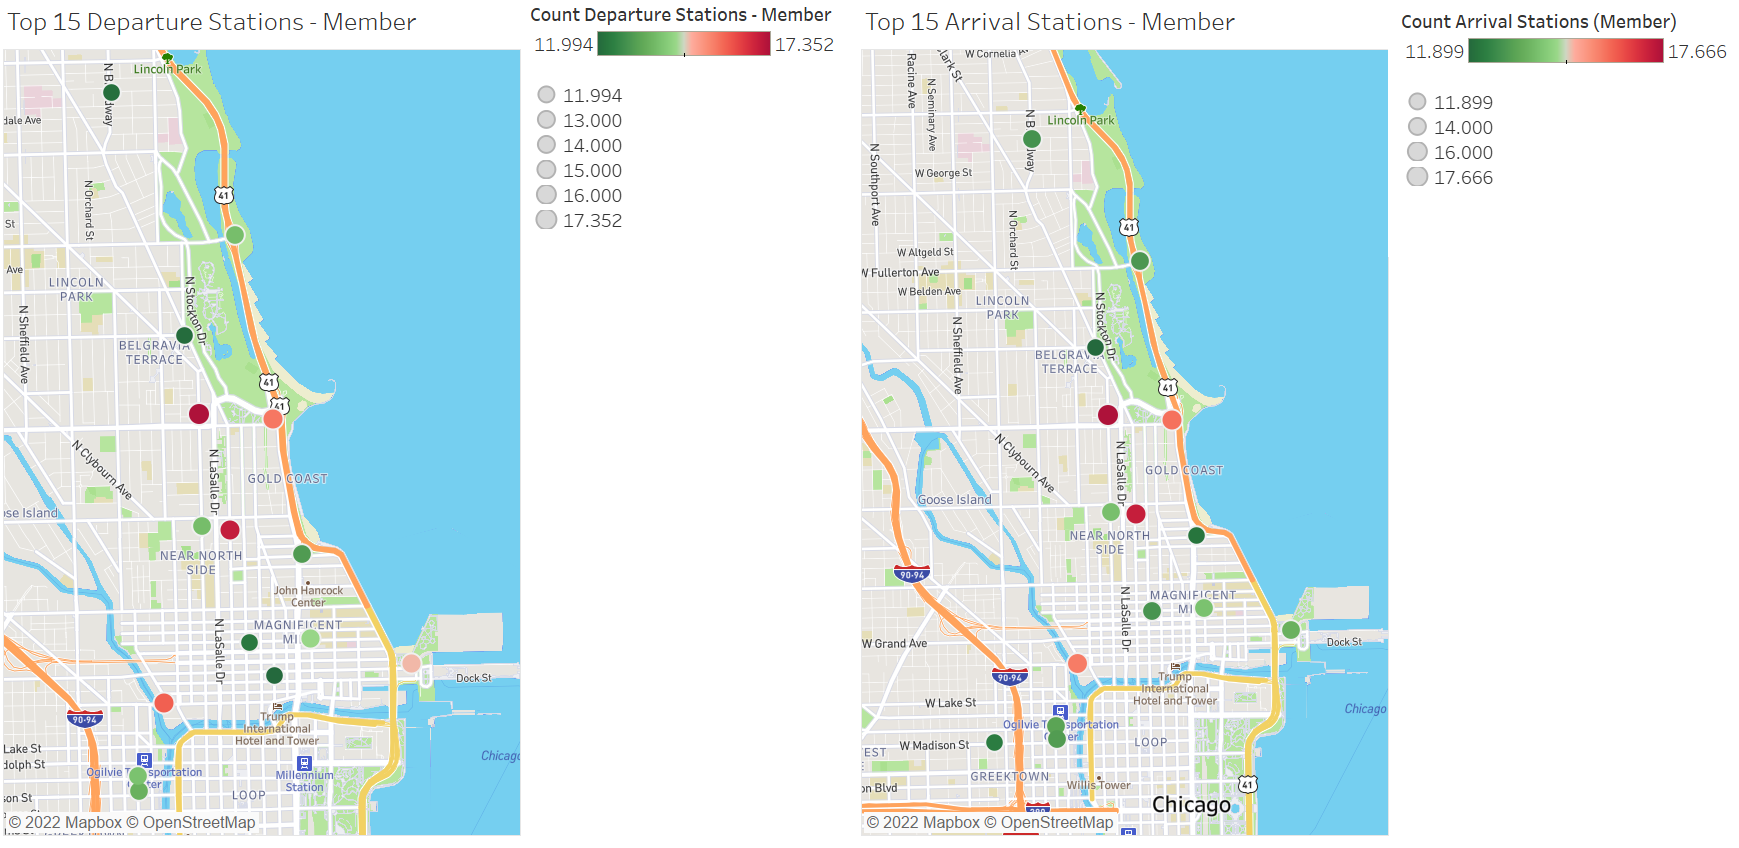 Top 15 Departure Stations - Member
Count Departure Stations - Member
11.994
17.352
11.994
13.000
14.000
15.000
16.000
17.352
Lincoln Park
dale Ave
N Orchard St
St
41
Ave
LINCOLN
PARK
N Stockton Dr
N Sheffield Ave
BELGRAVIA
TERRACE
41
41
N Clybourn Ave
N LaSalle Dr
GOLD COAST
ose Island
NEAR NORTH
SIDE
John Hancock
Center
MAGNIFICENT
MI
N LaSalle Dr
Dock St
90-94
Trump
International
Hotel and Tower
Lake St
dolph St
Chicago
Ogilvie T sportation
ter
Millennium
Station
LOOP
son St
© 2022 Mapbox © OpenStreetMap
Top 15 Arrival Stations - Member
Count Arrival Stations (Member)
11.899
17.666
11.899
14.000
16.000
17.666
W Cornelia
lark St
Racine Ave
N Seminary Ave
Lincoln Park
N B way
N Southport Ave
W George St
N Orchard St
41
W Altgeld St
W Fullerton Ave
W Belden Ave
LINCOLN
PARK
N Stockton Dr
N Sheffield Ave
BELGRAVIA
TERRACE
41
N Clybourn Ave
N LaSalle Dr
GOLD COAST
Goose Island
NEAR NORTH
SIDE
90-94
MAGNIFICENT
MI
N LaSalle Dr
W Grand Ave
Dock St
90-94
Trump
International
Hotel and Tower
W Lake St
Chicago
Ogilvie T sportation
er
EST
W Madison St
LOOP
GREEKTOWN
Willis Tower
on Blvd
41
Chicago
© 2022 Mapbox © OpenStreetMap